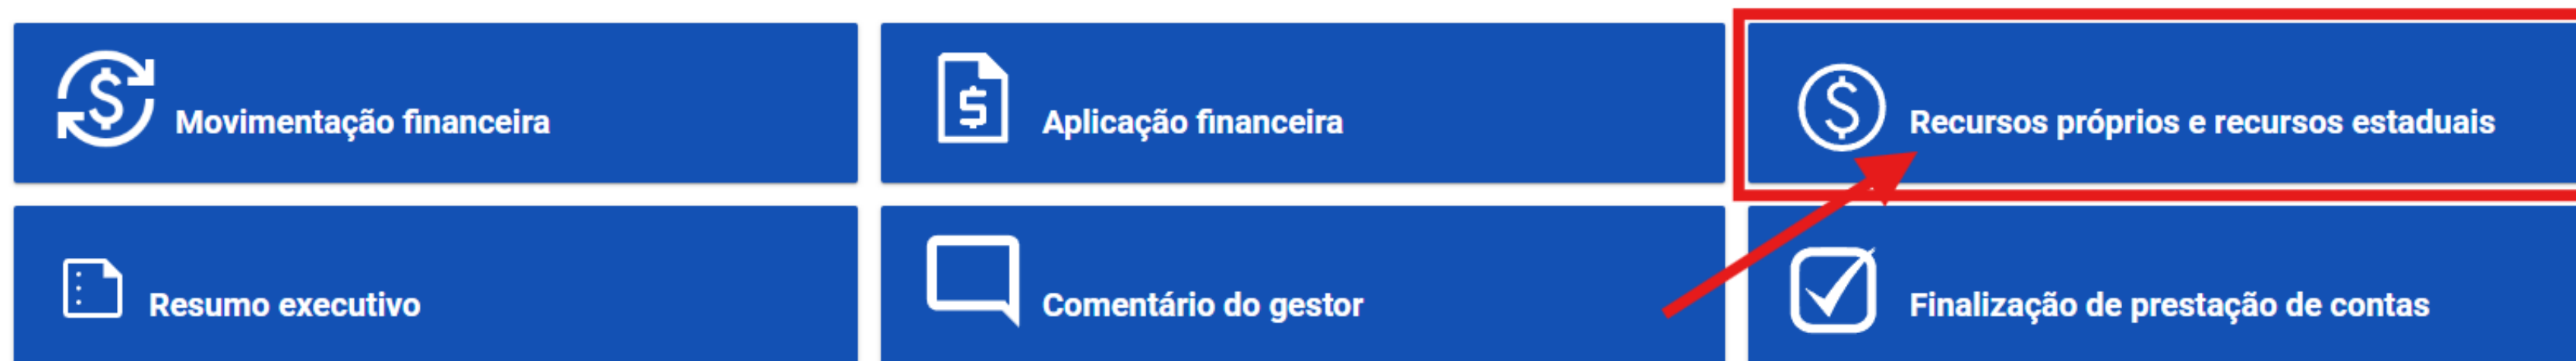 Movimentação financeira
Aplicação financeira
Recursos próprios e recursos estaduais
Resumo executivo
Comentário do gestor
Finalização de prestação de contas